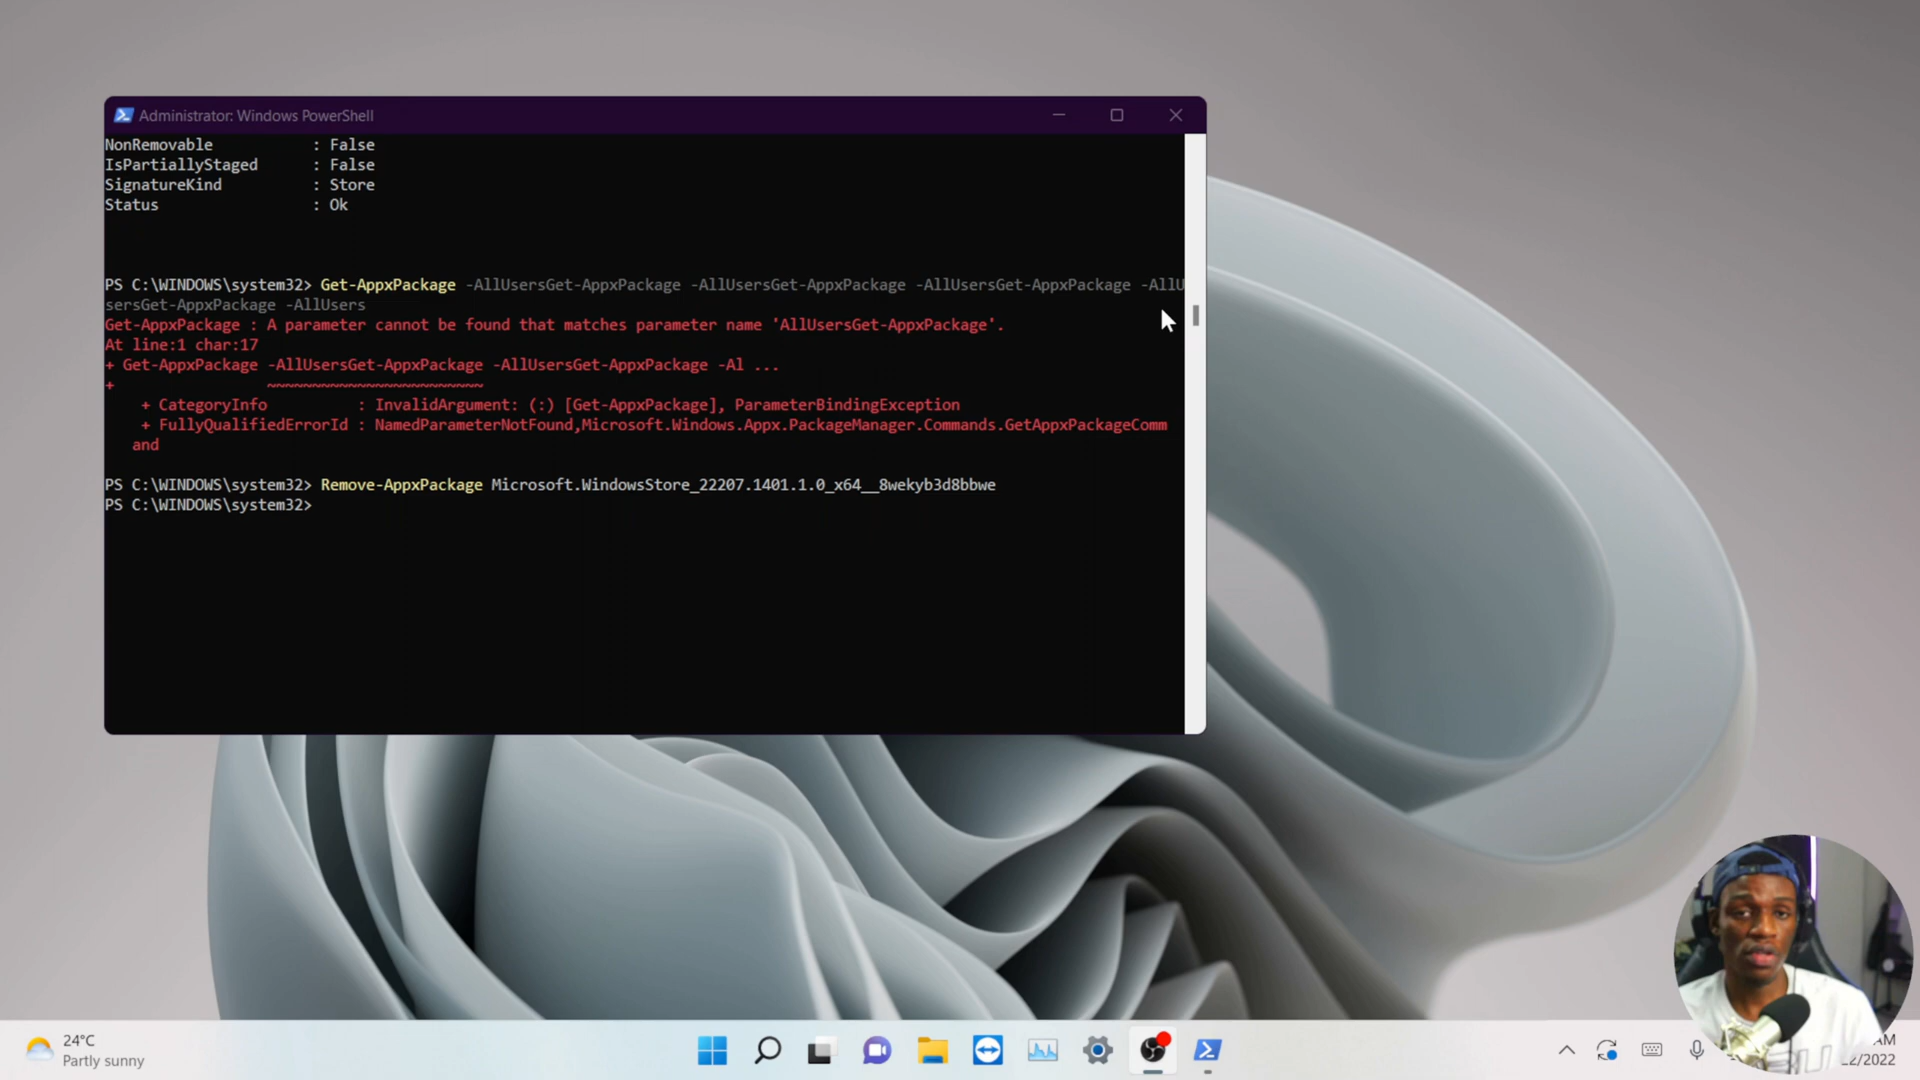 Administrator: Windows PowerShell
NonRemovable : False
IsPartiallyStaged : False
SignatureKind : Store
Status : Ok
PS C:\WINDOWS\system32> Get-AppxPackage -AllUsersGet-AppxPackage -AllUsersGet-AppxPackage -AllUsersGet-AppxPackage -AllU
sersGet-AppxPackage -AllUsers
Get-AppxPackage : A parameter cannot be found that matches parameter name 'AllUsersGet-AppxPackage'.
At line:1 char:17
+ Get-AppxPackage -AllUsersGet-AppxPackage -AllUsersGet-AppxPackage -Al ...
+ ~~~~~~~~~~~~~~~~~~~~~~~~
+ CategoryInfo : InvalidArgument: (:) [Get-AppxPackage], ParameterBindingException
+ FullyQualifiedErrorId : NamedParameterNotFound,Microsoft.Windows.Appx.PackageManager.Commands.GetAppxPackageComm
and
PS C:\WINDOWS\system32> Remove-AppxPackage Microsoft.WindowsStore_22207.1401.1.0_x64__8wekyb3d8bbwe
PS C:\WINDOWS\system32>
24°C
Partly sunny
AM
2/2022